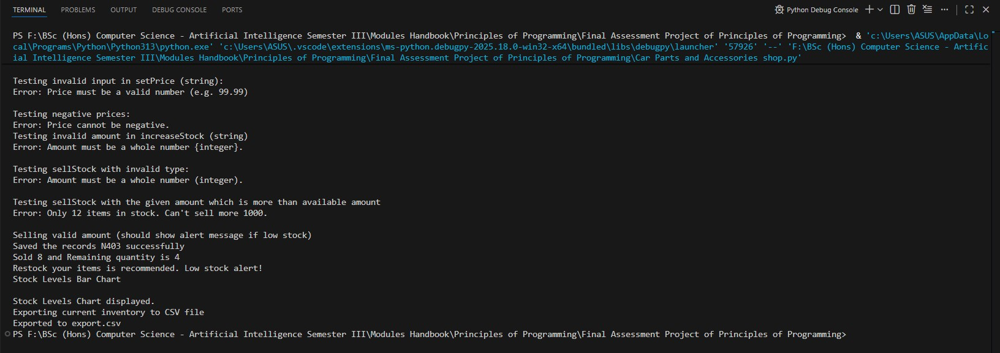 TERMINAL PROBLEMS OUTPUT DEBUG CONSOLE PORTS Python Debug Console
PS F:\BSc (Hons) Computer Science - Artificial Intelligence Semester III\Modules Handbook\Principles of Programming\Final Assessment Project of Principles of Programming> & 'c:\Users\ASUS\AppData\Lo
cal\Programs\Python\Python313\python.exe' 'c:\Users\ASUS\.vscode\extensions\ms-python.debugpy-2025.18.0-win32-x64\bundled\libs\debugpy\launcher' '57926' '--' 'F:\BSc (Hons) Computer Science - Artific
ial Intelligence Semester III\Modules Handbook\Principles of Programming\Final Assessment Project of Principles of Programming\Car Parts and Accessories shop.py'
Testing invalid input in setPrice (string):
Error: Price must be a valid number (e.g. 99.99)
Testing negative prices:
Error: Price cannot be negative.
Testing invalid amount in increaseStock (string)
Error: Amount must be a whole number {integer}.
Testing sellStock with invalid type:
Error: Amount must be a whole number (integer).
Testing sellStock with the given amount which is more than available amount
Error: Only 12 items in stock. Can't sell more 1000.
Selling valid amount (should show alert message if low stock)
Saved the records N403 successfully
Sold 8 and Remaining quantity is 4
Restock your items is recommended. Low stock alert!
Stock Levels Bar Chart
Stock Levels Chart displayed.
Exporting current inventory to CSV file
Exported to export.csv
PS F:\BSc (Hons) Computer Science - Artificial Intelligence Semester III\Modules Handbook\Principles of Programming\Final Assessment Project of Principles of Programming>